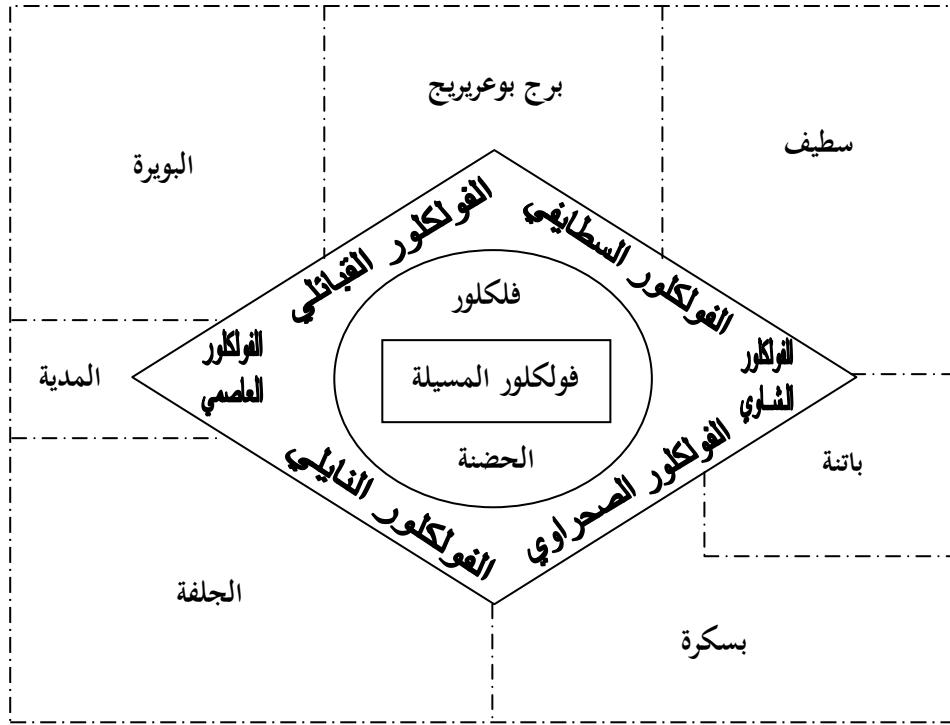 برج بوعريريج
سطيف
البويرة
الفولكلور السطايفي
الفولكلور القبائلي
فلكلور
الفولكلور
الشاوي
الفولكلور
العاصمي
فولكلور المسيلة
المدية
باتنة
الحضنة
الفولكلور الصحراوي
الفولكلور النايلي
الجلفة
بسكرة